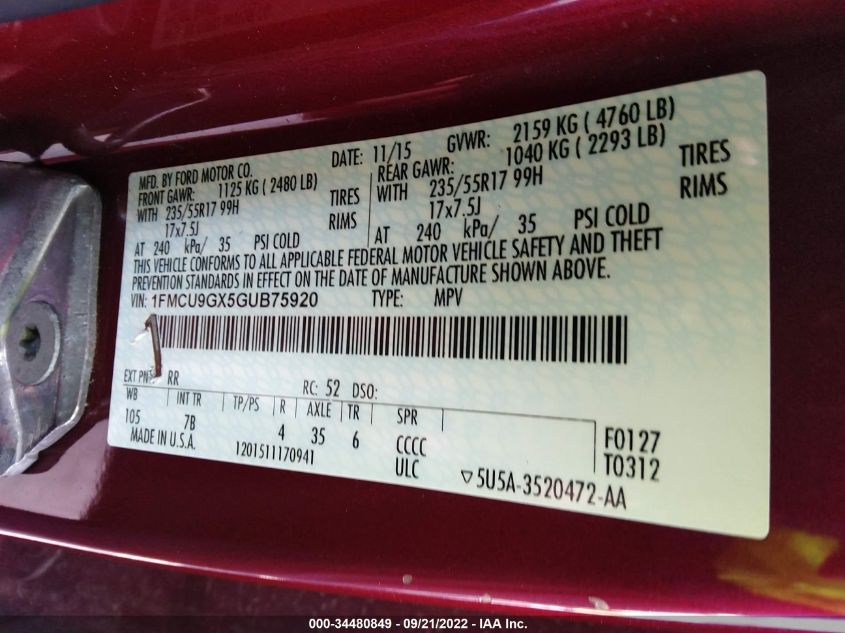 MFD. BY FORD MOTOR CO. DATE: 11/15 GVWR: 2159 KG ( 4760 LB)
FRONT GAWR: 1125 KG ( 2480 LB) REAR GAWR: 1040 KG ( 2293 LB)
WITH 235/55R17 99H TIRES WITH 235/55R17 99H TIRES
17x7.5J RIMS 17x7.5J RIMS
AT 240 kPa/ 35 PSI COLD AT 240 kPa/ 35 PSI COLD
THIS VEHICLE CONFORMS TO ALL APPLICABLE FEDERAL MOTOR VEHICLE SAFETY AND THEFT
PREVENTION STANDARDS IN EFFECT ON THE DATE OF MANUFACTURE SHOWN ABOVE.
VIN: 1FMCU9GX5GUB75920 TYPE: MPV
EXT PNT: RR RC: 52 DSO:
WB INT TR TP/PS R AXLE TR SPR
105 7B 4 35 6 CCCC F0127
MADE IN U.S.A. 1201511170941 ULC T0312
▽5U5A-3520472-AA
000-34480849 - 09/21/2022 - IAA Inc.